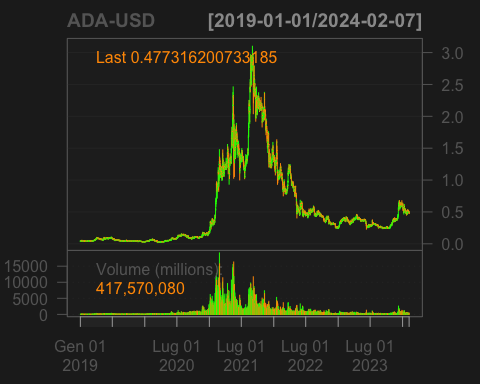 ADA-USD [2019-01-01/2024-02-07]
Last 0.477316200733185
3.0
2.5
2.0
1.5
1.0
0.5
0.0
Volume (millions):
417,570,080
15000
10000
5000
0
Gen 01 Lug 01 Lug 01 Lug 01 Lug 01
2019 2020 2021 2022 2023